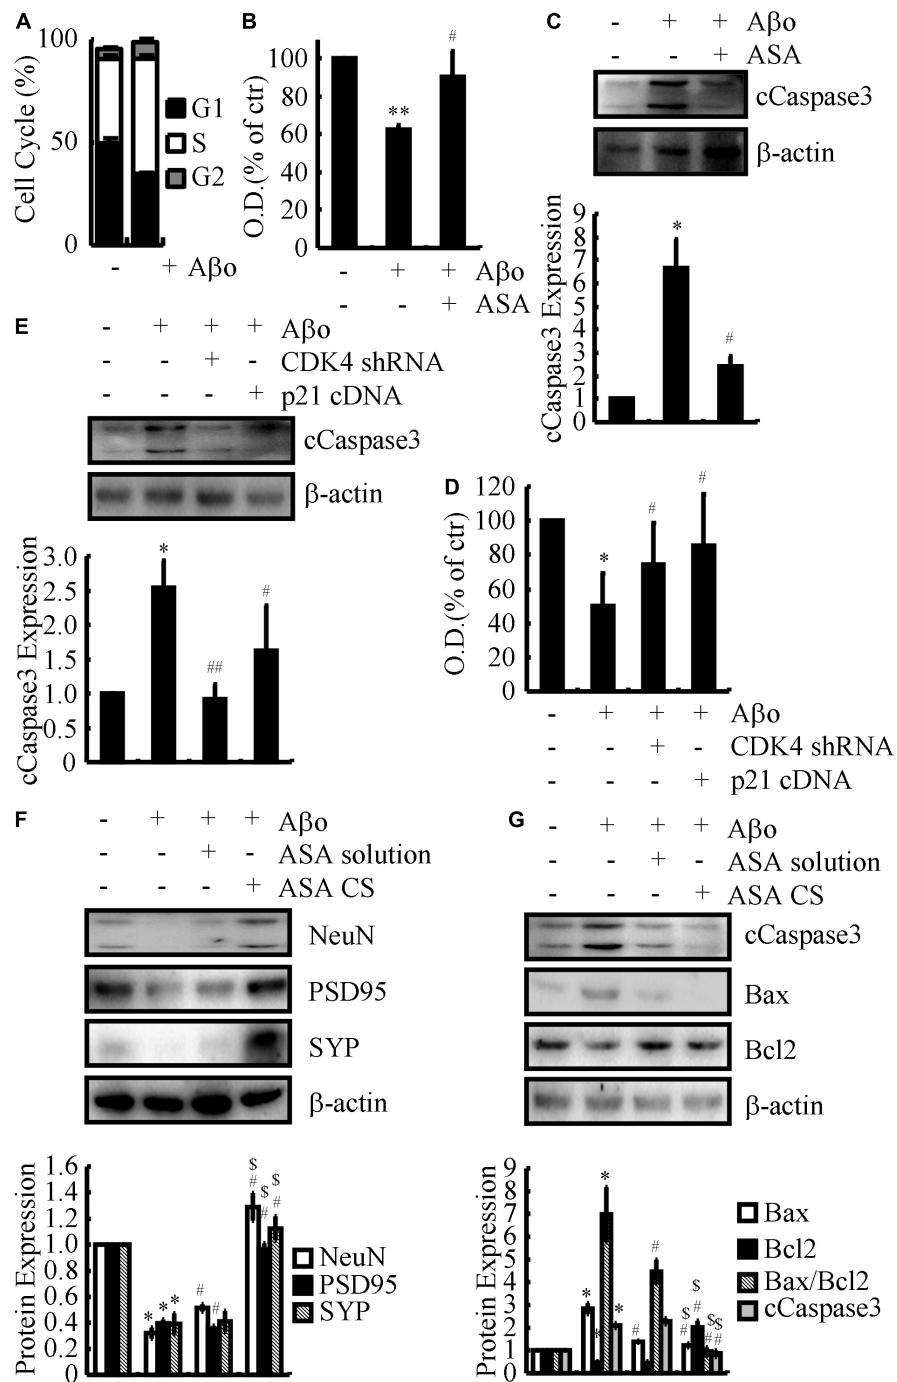 A
100
50
0
Cell Cycle (%)
G1
S
G2
- + Aβo
B
O.D.(% of ctr)
100
80
60
40
20
0
**
#
- + + Aβo
- - + ASA
C
- + + Aβo
- - + ASA
cCaspase3
β-actin
cCaspase3 Expression
9
8
7
6
5
4
3
2
1
0
*
#
E
- + + + Aβo
- - + - CDK4 shRNA
- - - + p21 cDNA
cCaspase3
β-actin
cCaspase3 Expression
3.0
2.5
2.0
1.5
1.0
0.5
0
*
##
#
D
O.D.(% of ctr)
120
100
80
60
40
20
0
*
#
#
- + + + Aβo
- - + - CDK4 shRNA
- - - + p21 cDNA
F
- + + + Aβo
- - + - ASA solution
- - - + ASA CS
NeuN
PSD95
SYP
β-actin
Protein Expression
1.6
1.4
1.2
1.0
0.8
0.6
0.4
0.2
0
* * *
# #
$ $ $
# # #
NeuN
PSD95
SYP
G
- + + + Aβo
- - + - ASA solution
- - - + ASA CS
cCaspase3
Bax
Bcl2
β-actin
Protein Expression
9
8
7
6
5
4
3
2
1
0
* * * *
# #
$ $ $ $
# # # #
Bax
Bcl2
Bax/Bcl2
cCaspase3